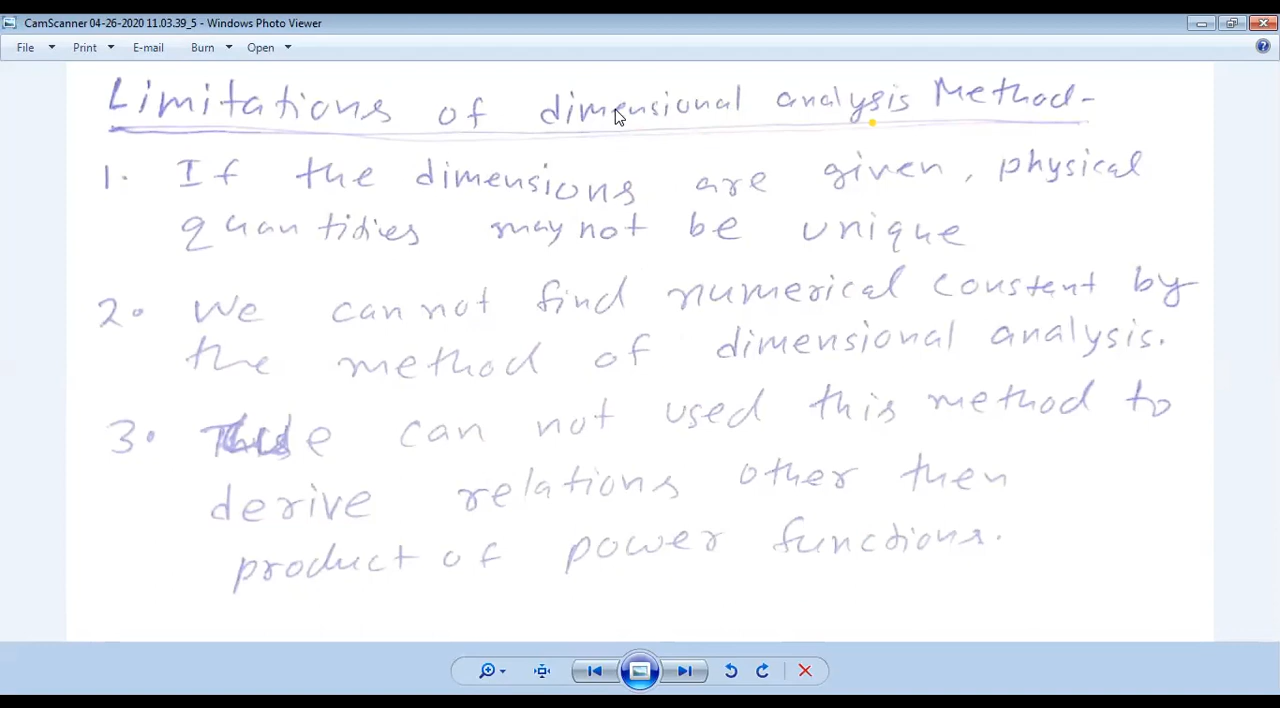 CamScanner 04-26-2020 11.03.39_5 - Windows Photo Viewer
File Print E-mail Burn Open
Limitations of dimensional analysis Method-
1. If the dimensions are given, physical
quantidies may not be unique
2. We can not find numerical constent by
the method of dimensional analysis.
3. can not used this method to
derive relations other then
product of power functions.